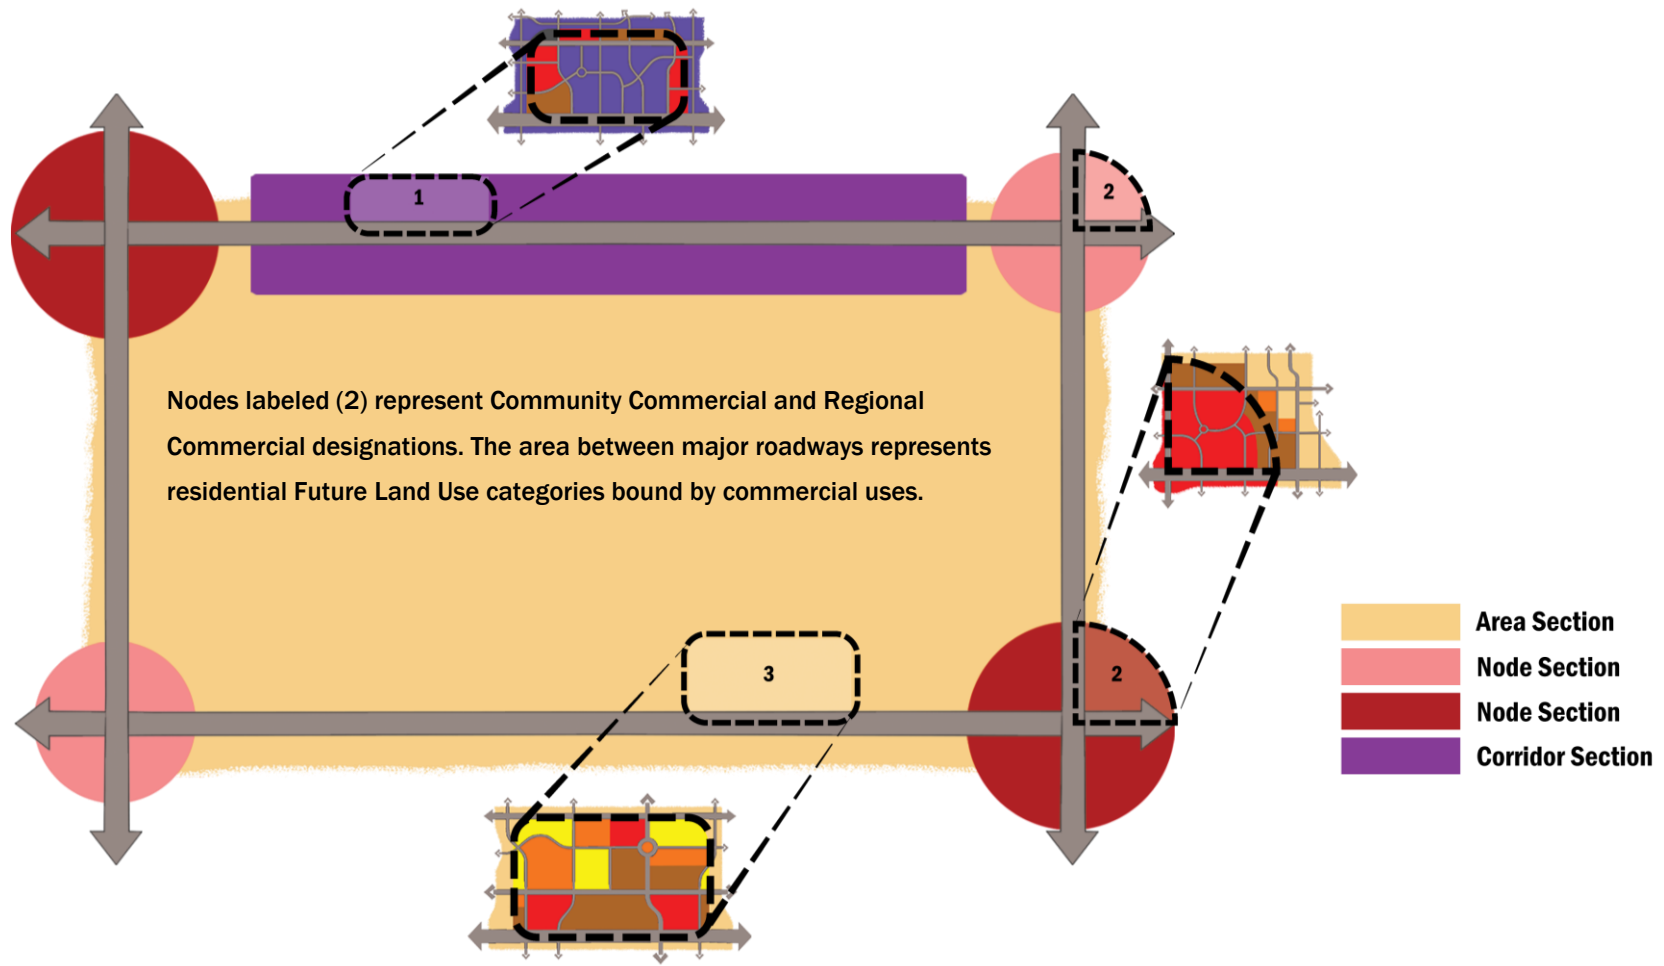 1
2
Nodes labeled (2) represent Community Commercial and Regional
Commercial designations. The area between major roadways represents
residential Future Land Use categories bound by commercial uses.
3
2
Area Section
Node Section
Node Section
Corridor Section